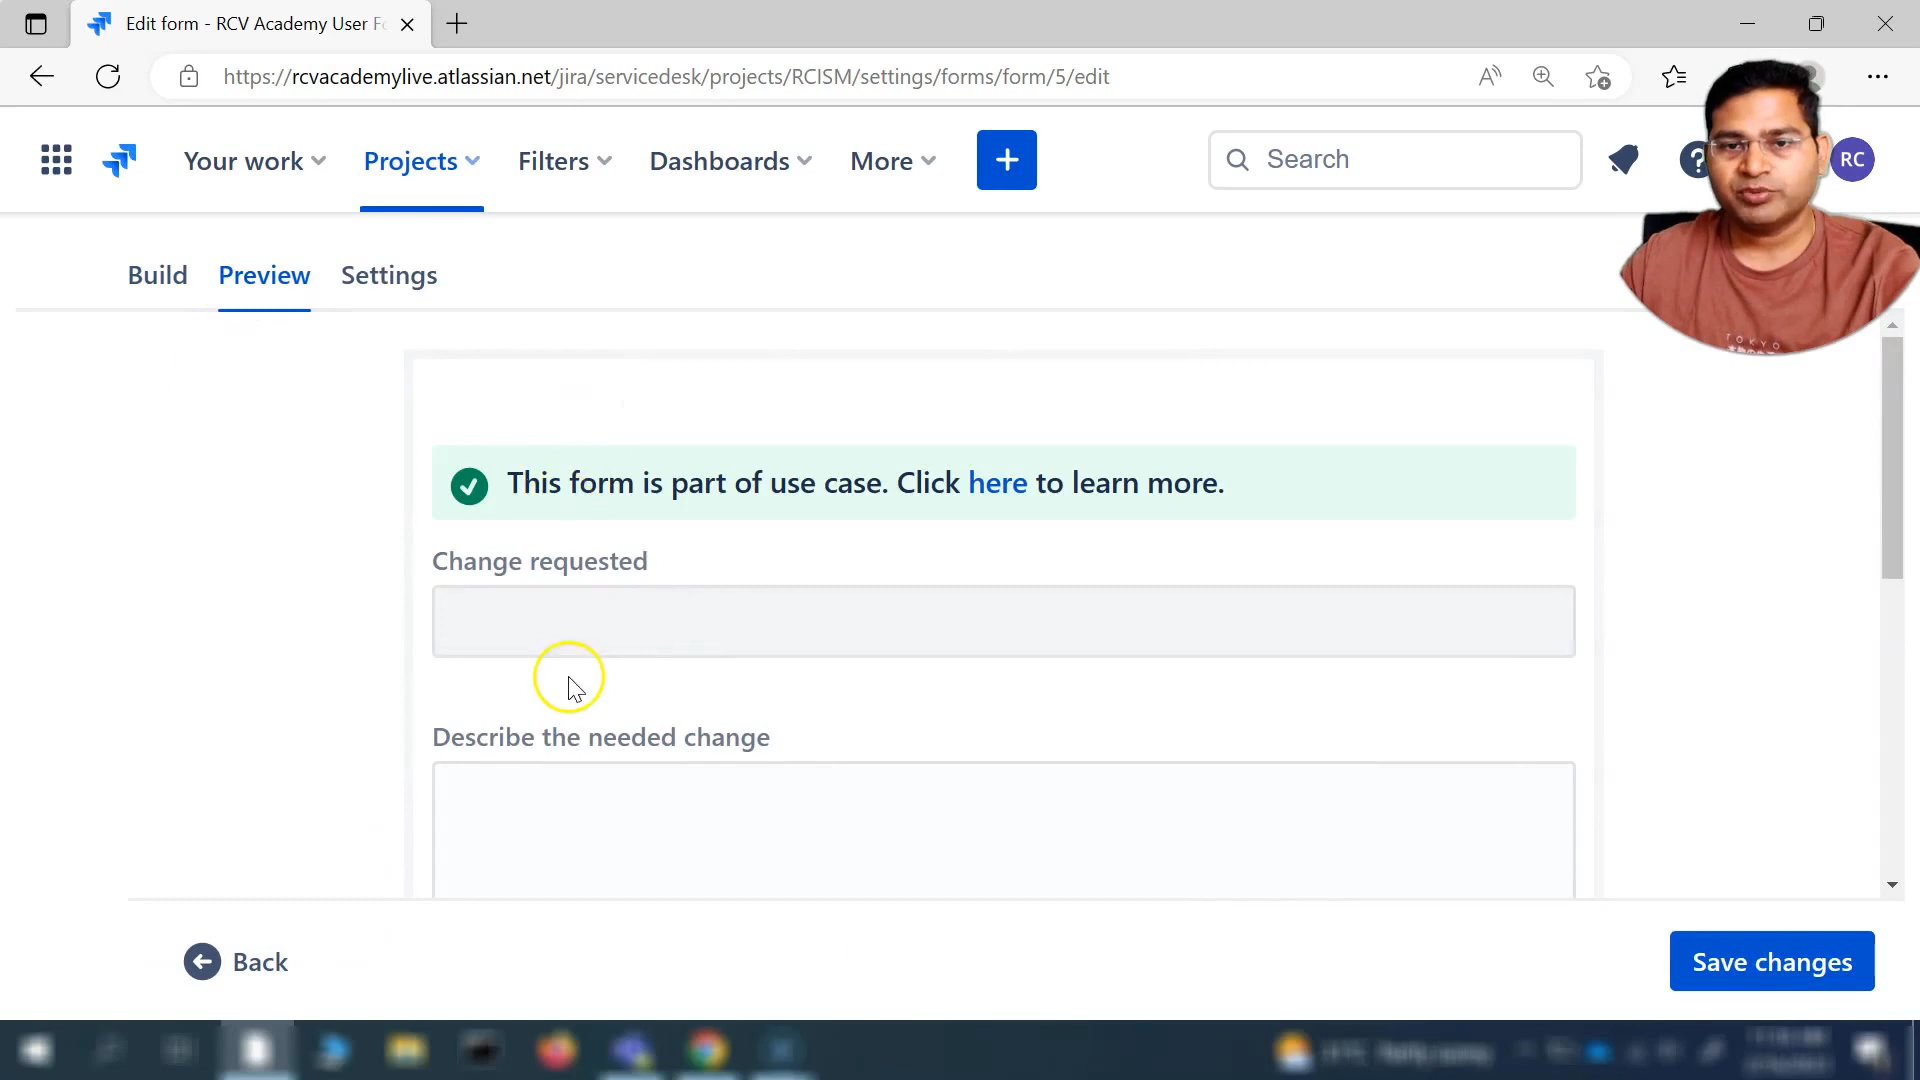 Edit form - RCV Academy User Fo
https://rcvacademylive.atlassian.net/jira/servicedesk/projects/RCISM/settings/forms/form/5/edit
Your work Projects Filters Dashboards More + Search ? RC
Build Preview Settings
This form is part of use case. Click here to learn more.
Change requested
Describe the needed change
Back
Save changes
TOKYO